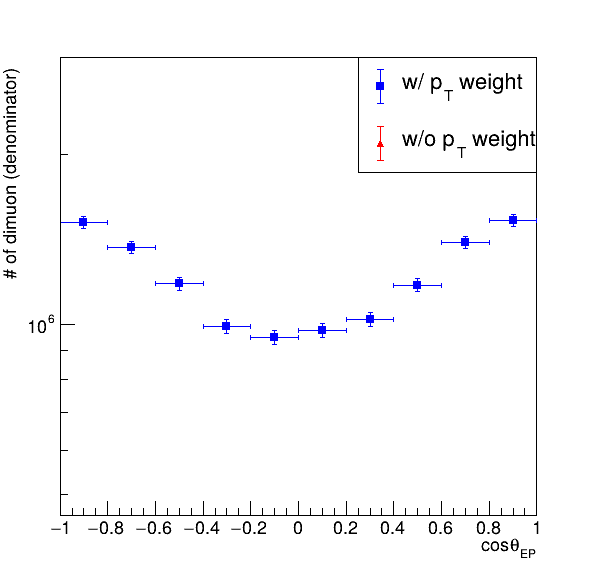 # of dimuon (denominator)
w/ p_T weight
w/o p_T weight
10^6
−1 −0.8 −0.6 −0.4 −0.2 0 0.2 0.4 0.6 0.8 1
cosθ_EP